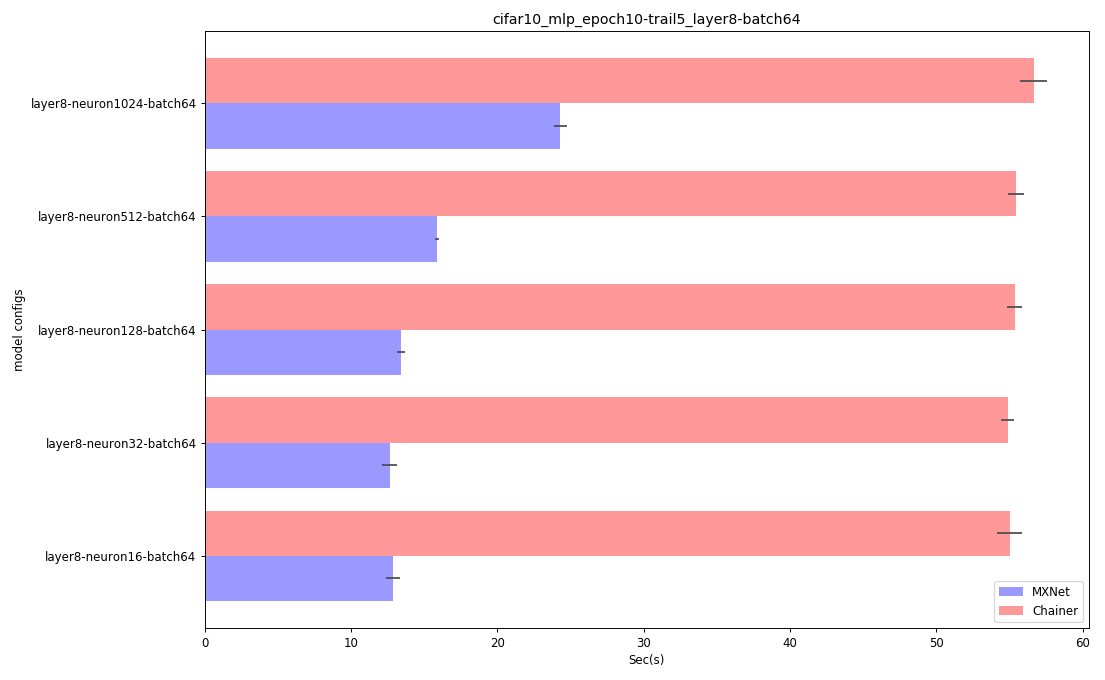 cifar10_mlp_epoch10-trail5_layer8-batch64
model configs
layer8-neuron1024-batch64
layer8-neuron512-batch64
layer8-neuron128-batch64
layer8-neuron32-batch64
layer8-neuron16-batch64
MXNet
Chainer
0 10 20 30 40 50 60
Sec(s)